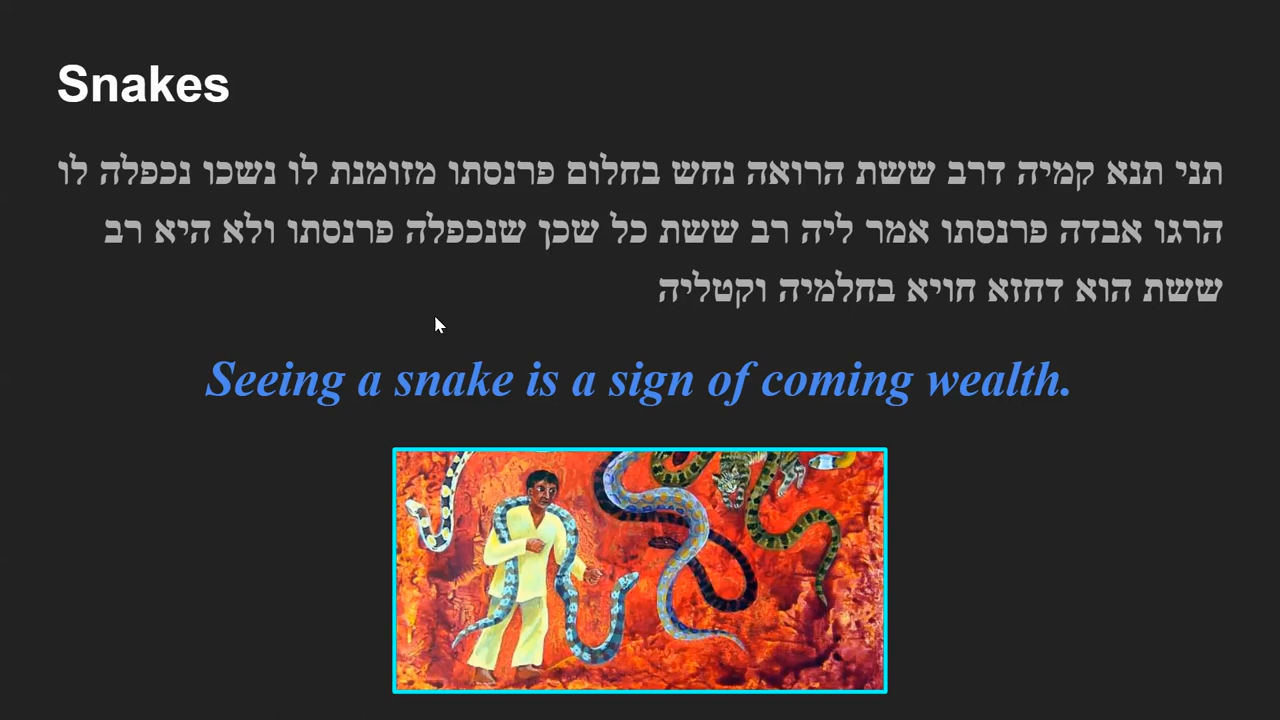 Snakes
תני תנא קמיה דרב ששת הרואה נחש בחלום פרנסתו מזומנת לו נשכו נכפלה לו
הרגו אבדה פרנסתו אמר ליה רב ששת כל שכן שנכפלה פרנסתו ולא היא רב
ששת הוא דחזא חויא בחלמיה וקטליה
Seeing a snake is a sign of coming wealth.